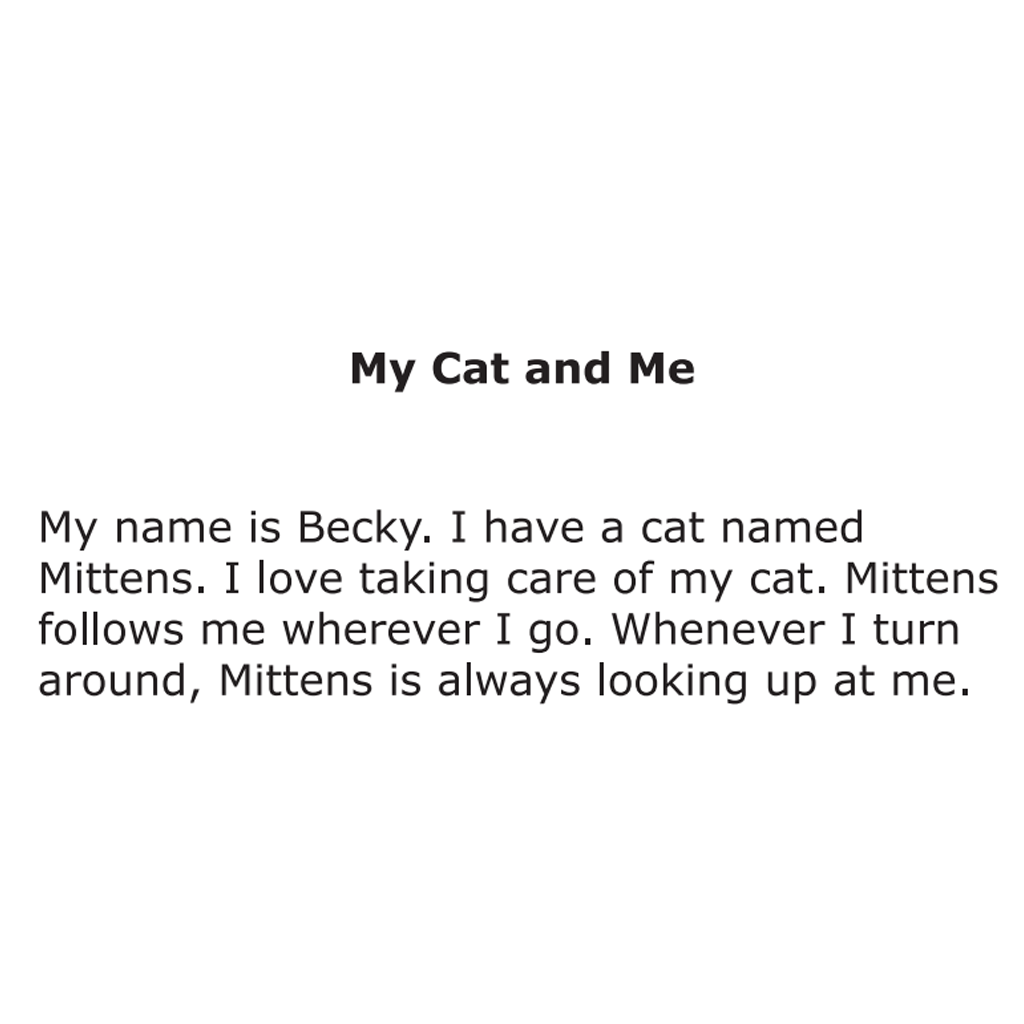 My Cat and Me
My name is Becky. I have a cat named
Mittens. I love taking care of my cat. Mittens
follows me wherever I go. Whenever I turn
around, Mittens is always looking up at me.